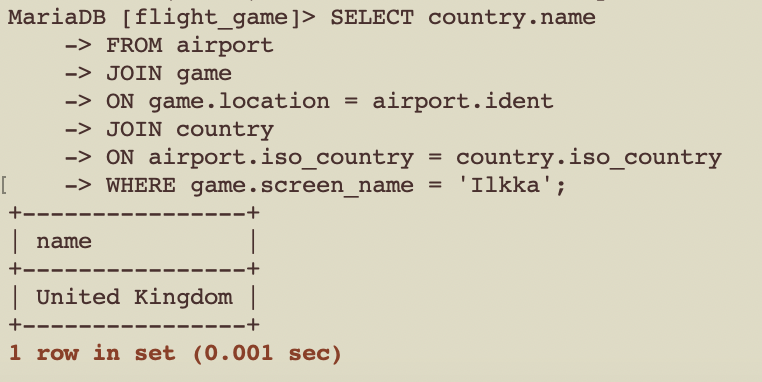 MariaDB [flight_game]> SELECT country.name
    -> FROM airport
    -> JOIN game
    -> ON game.location = airport.ident
    -> JOIN country
    -> ON airport.iso_country = country.iso_country
[    -> WHERE game.screen_name = 'Ilkka';
+----------------+
| name           |
+----------------+
| United Kingdom |
+----------------+
1 row in set (0.001 sec)